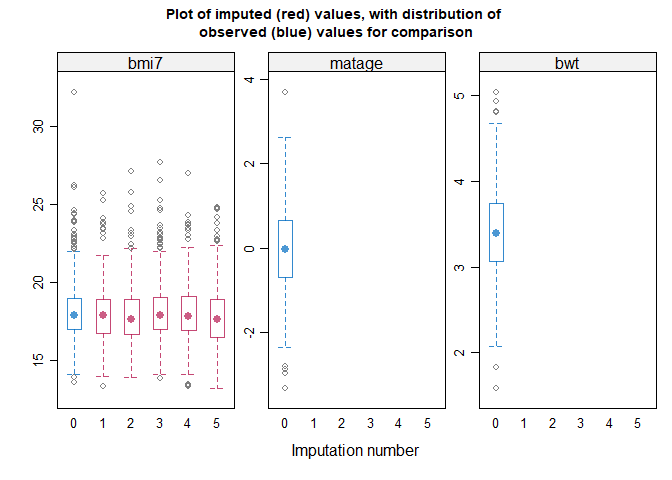 Plot of imputed (red) values, with distribution of
observed (blue) values for comparison
bmi7
matage
bwt
30
25
20
15
4
2
0
-2
5
4
3
2
0 1 2 3 4 5
0 1 2 3 4 5
0 1 2 3 4 5
Imputation number